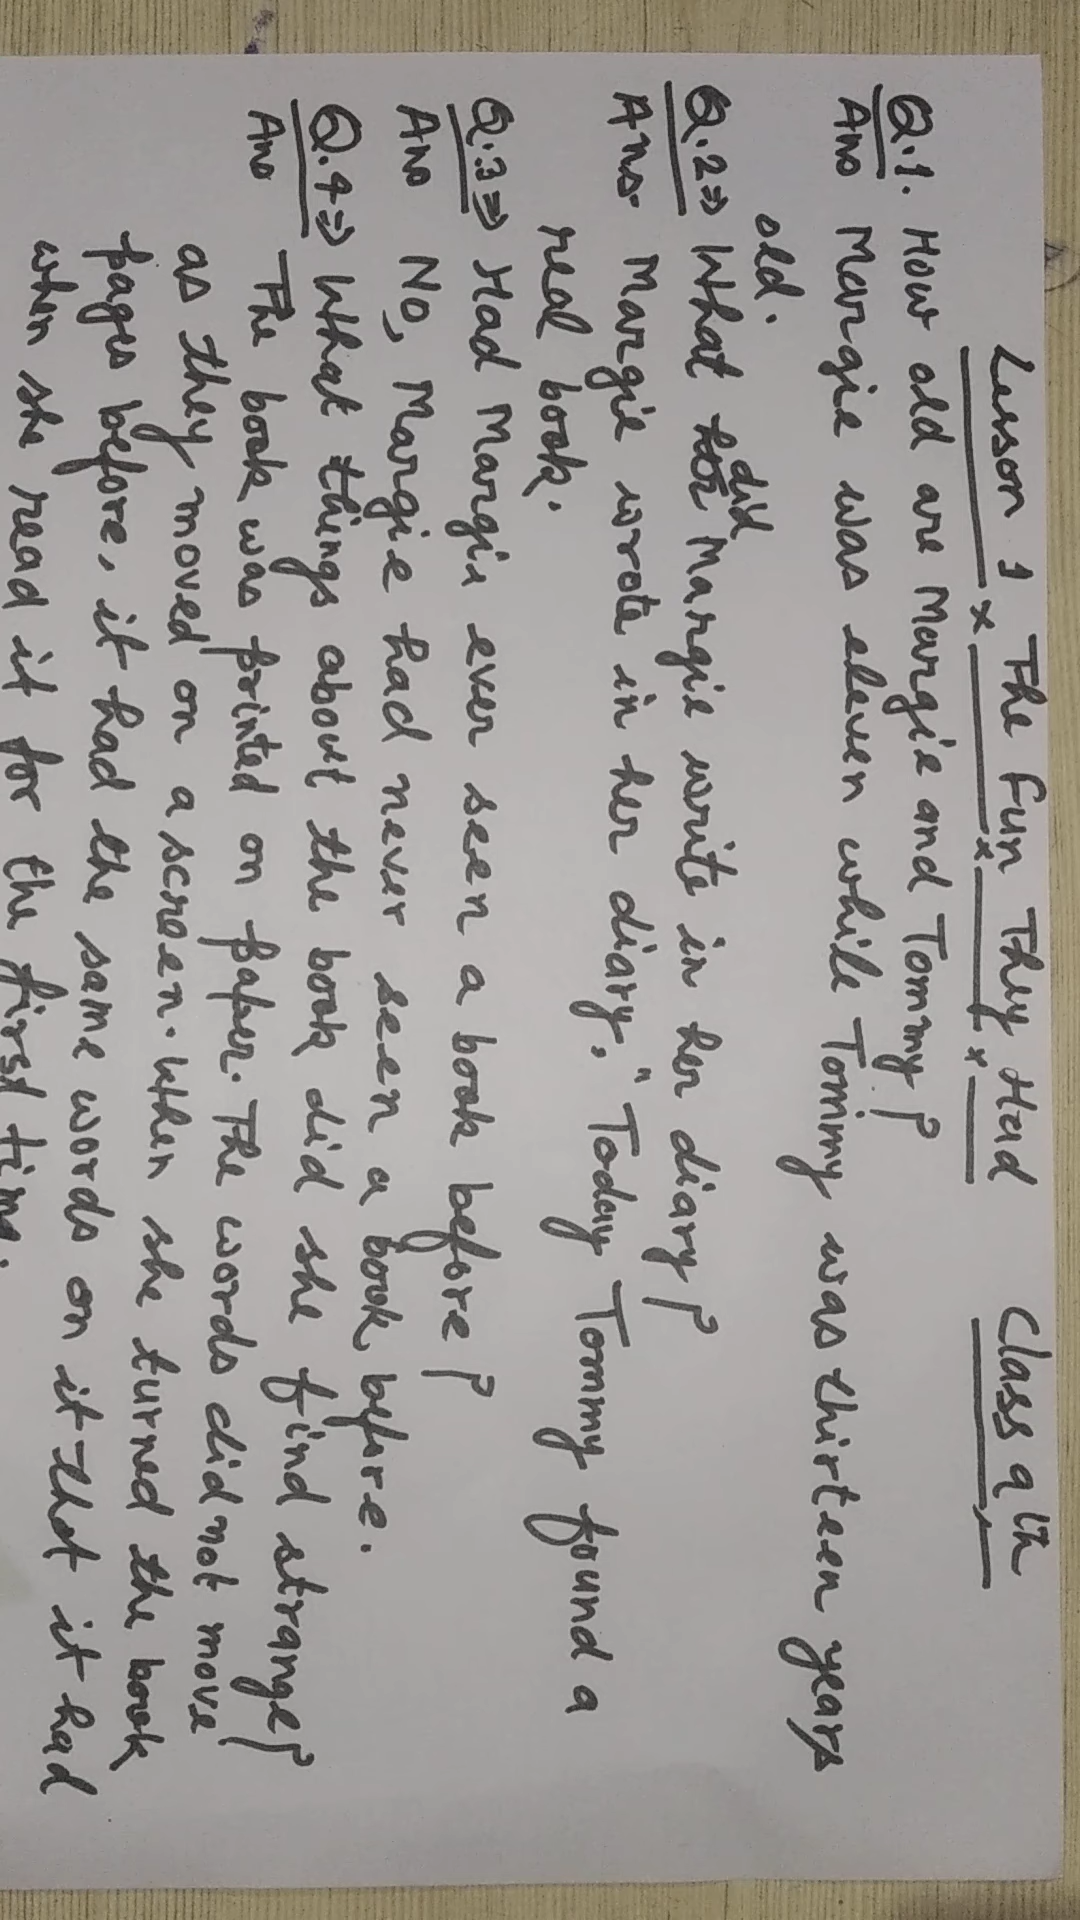 Lesson 1 The Fun They Had Class 9th
Q.1. How old are Margie and Tommy?
Ans Margie was eleven while Tommy was thirteen years
old.
Q.2⇒ What did Margie write in her diary?
Ans. Margie wrote in her diary, "Today Tommy found a
real book.
Q.3⇒ Had Margie ever seen a book before?
Ans No, Margie had never seen a book before.
Q.4⇒ What things about the book did she find strange?
Ans The book was printed on paper. The words did not move
as they moved on a screen. When she turned the book
pages before, it had the same words on it that it had
when she read it for the first time.